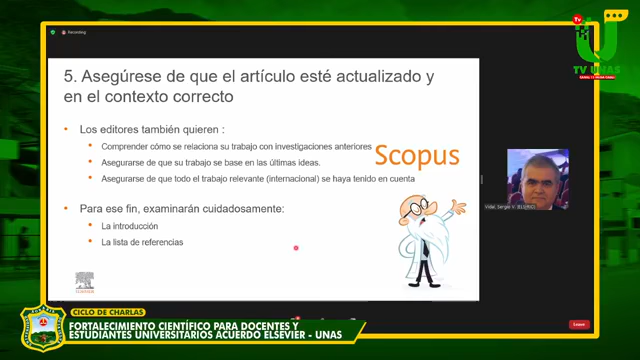 Recording
Tv
TV UNAS
5. Asegúrese de que el artículo esté actualizado y
en el contexto correcto
• Los editores también quieren :
• Comprender cómo se relaciona su trabajo con investigaciones anteriores
• Asegurarse de que su trabajo se base en las últimas ideas.
• Asegurarse de que todo el trabajo relevante (internacional) se haya tenido en cuenta
Scopus
• Para ese fin, examinarán cuidadosamente:
• La introducción
• La lista de referencias
ELSEVIER
Vidal, Sergio V.
CICLO DE CHARLAS
FORTALECIMIENTO CIENTÍFICO PARA DOCENTES Y
ESTUDIANTES UNIVERSITARIOS ACUERDO ELSEVIER - UNAS